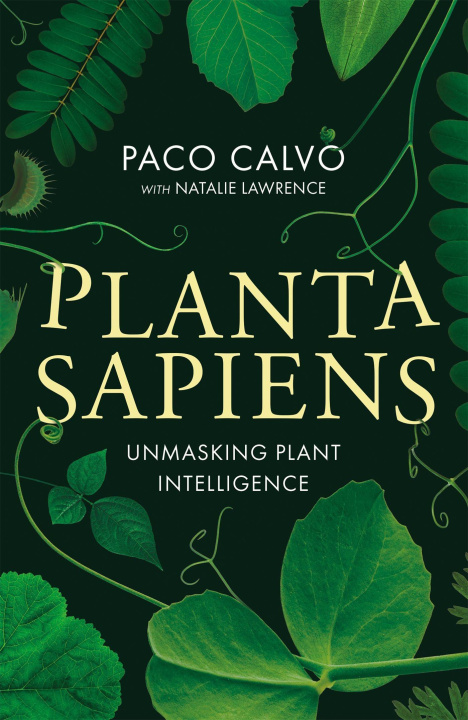 PACO CALVO
WITH NATALIE LAWRENCE
PLANTA
SAPIENS
UNMASKING PLANT
INTELLIGENCE